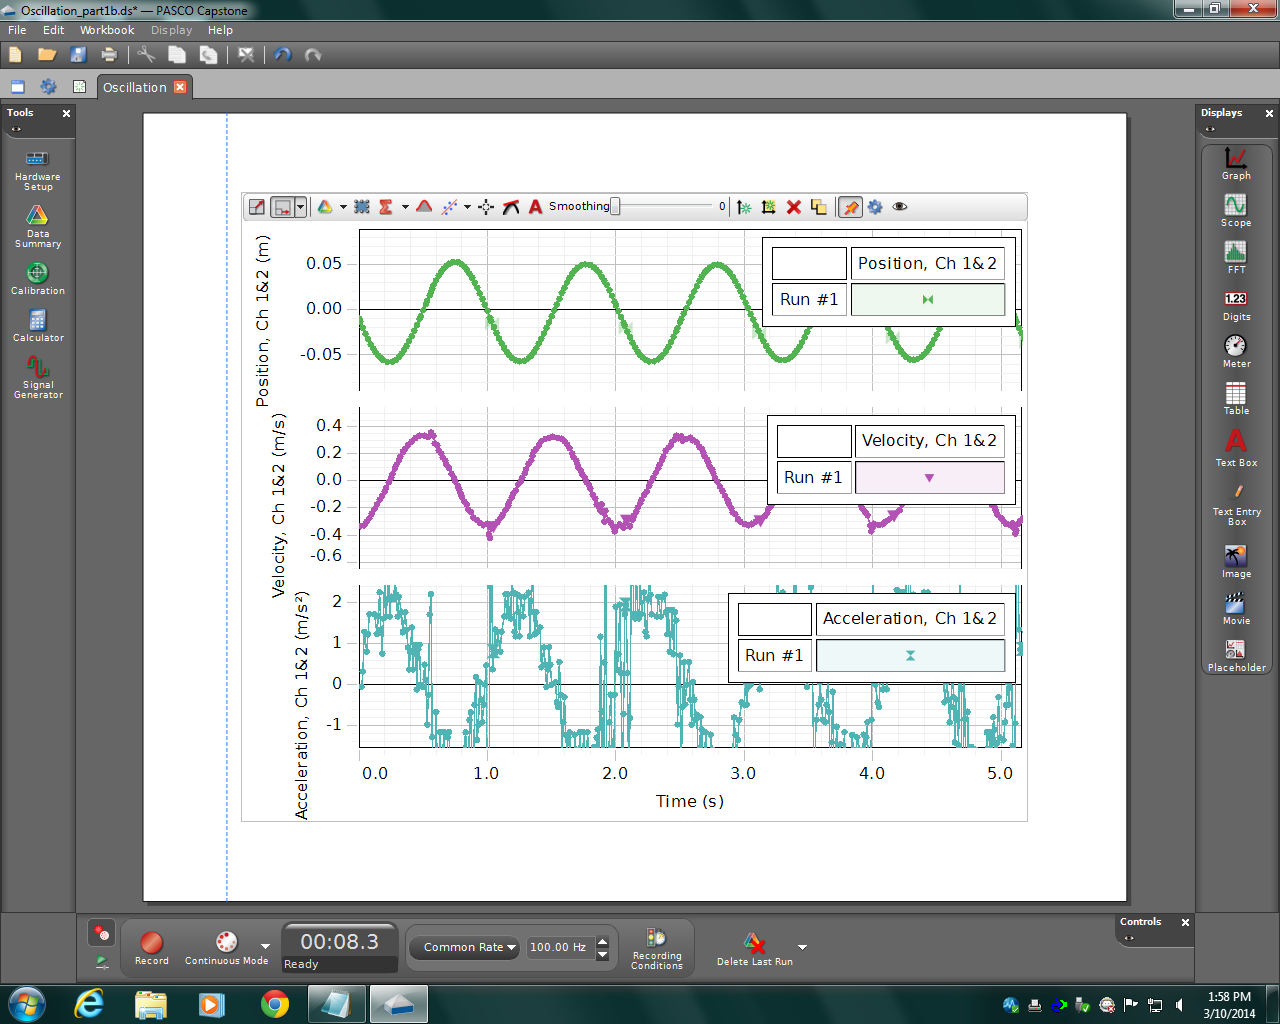 Oscillation_part1b.ds* — PASCO Capstone
File Edit Workbook Display Help
Oscillation
Tools
Hardware
Setup
Data
Summary
Calibration
Calculator
Signal
Generator
Smoothing 0
Position, Ch 1&2 (m)
0.05
0.00
-0.05
Position, Ch 1&2
Run #1
Velocity, Ch 1&2 (m/s)
0.4
0.2
0.0
-0.2
-0.4
-0.6
Velocity, Ch 1&2
Run #1
Acceleration, Ch 1&2 (m/s²)
2
1
0
-1
Acceleration, Ch 1&2
Run #1
0.0 1.0 2.0 3.0 4.0 5.0
Time (s)
Displays
Graph
Scope
FFT
1.23
Digits
Meter
Table
A
Text Box
Text Entry
Box
Image
Movie
Placeholder
Record
Continuous Mode
00:08.3
Ready
Common Rate
100.00 Hz
Recording
Conditions
Delete Last Run
Controls
1:58 PM
3/10/2014